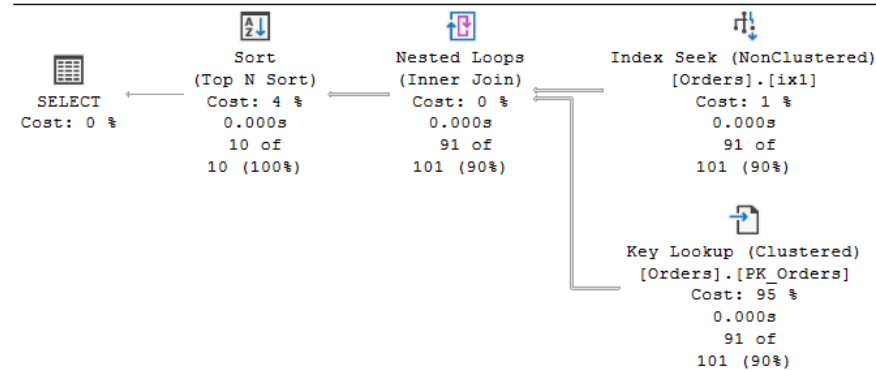 SELECT
Cost: 0 %
Sort
(Top N Sort)
Cost: 4 %
0.000s
10 of
10 (100%)
Nested Loops
(Inner Join)
Cost: 0 %
0.000s
91 of
101 (90%)
Index Seek (NonClustered)
[Orders].[ix1]
Cost: 1 %
0.000s
91 of
101 (90%)
Key Lookup (Clustered)
[Orders].[PK_Orders]
Cost: 95 %
0.000s
91 of
101 (90%)